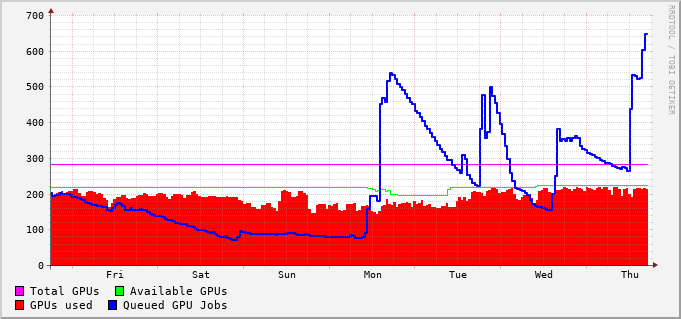 700
600
500
400
300
200
100
0
Fri Sat Sun Mon Tue Wed Thu
Total GPUs Available GPUs
GPUs used Queued GPU Jobs
RRDTOOL / TOBI OETIKER